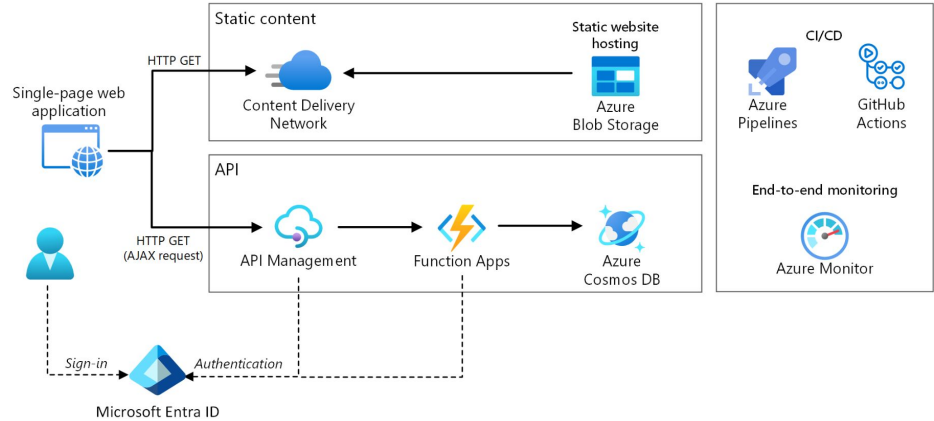 Static content
Static website
hosting
CI/CD
HTTP GET
Single-page web
application
Content Delivery
Network
Azure
Blob Storage
Azure
Pipelines
GitHub
Actions
API
End-to-end monitoring
HTTP GET
(AJAX request)
API Management
Function Apps
Azure
Cosmos DB
Azure Monitor
Sign-in
Authentication
Microsoft Entra ID